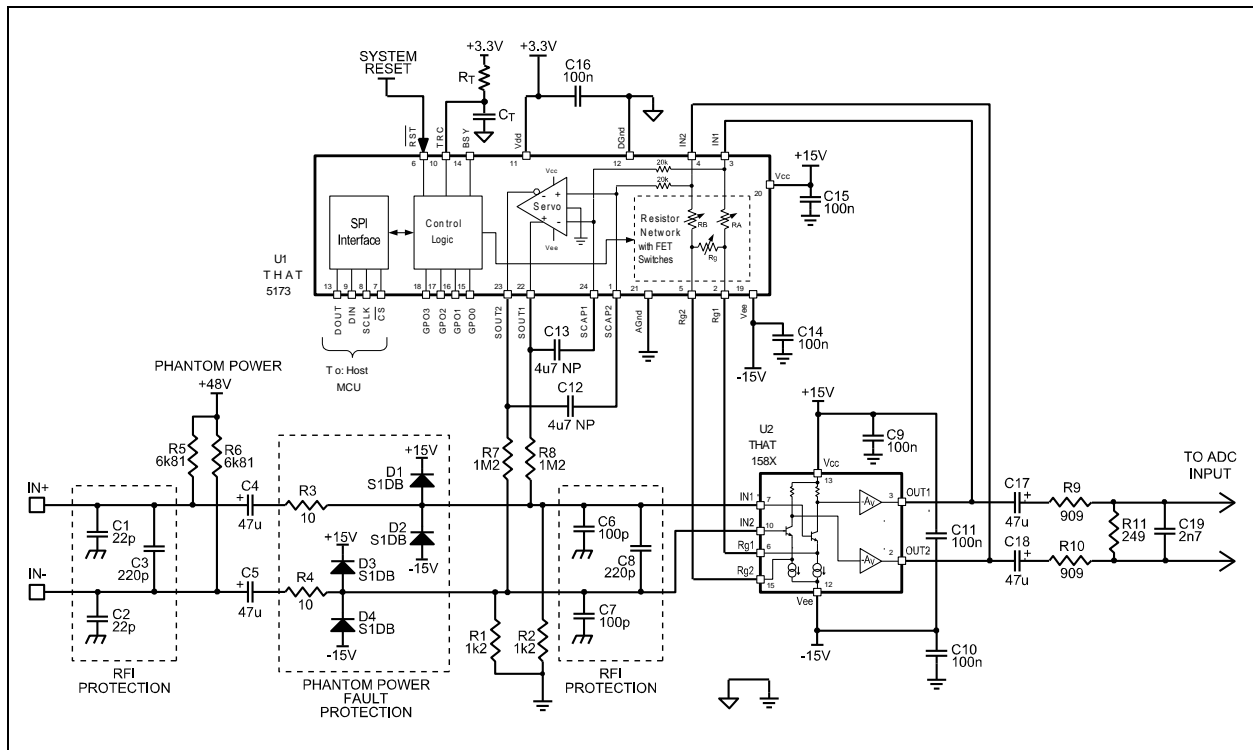 SYSTEM
RESET
+3.3V
RT
CT
+3.3V
C16
100n
RST
TRC
BSY
Vdd
DGnd
IN2
IN1
6
10
14
11
12
4
3
+15V
Vcc
20
C15
100n
20k
20k
Vcc
Servo
Vee
+
-
-
+
SPI
Interface
Control
Logic
Resistor
Network
with FET
Switches
RB
RA
Rg
U1
THAT
5173
13
9
8
7
18
17
16
15
23
22
24
1
21
5
2
19
DOUT
DIN
SCLK
CS
GPO3
GPO2
GPO1
GPO0
SOUT2
SOUT1
SCAP1
SCAP2
AGnd
Rg2
Rg1
Vee
To: Host
MCU
C13
4u7 NP
C12
4u7 NP
C14
100n
-15V
PHANTOM POWER
+48V
R5
6k81
R6
6k81
R7
1M2
R8
1M2
+15V
C9
100n
U2
THAT
158X
Vcc
13
IN1
7
IN2
10
Rg1
6
Rg2
15
Vee
12
-Av
-Av
OUT1
3
OUT2
2
C11
100n
-15V
C10
100n
TO ADC
INPUT
C17
+
47u
R9
909
C18
+
47u
R10
909
R11
249
C19
2n7
IN+
IN-
C1
22p
C2
22p
C3
220p
RFI
PROTECTION
+
C4
47u
+
C5
47u
R3
10
R4
10
+15V
D1
S1DB
D2
S1DB
-15V
+15V
D3
S1DB
D4
S1DB
-15V
PHANTOM POWER
FAULT
PROTECTION
R1
1k2
R2
1k2
C6
100p
C8
220p
C7
100p
RFI
PROTECTION